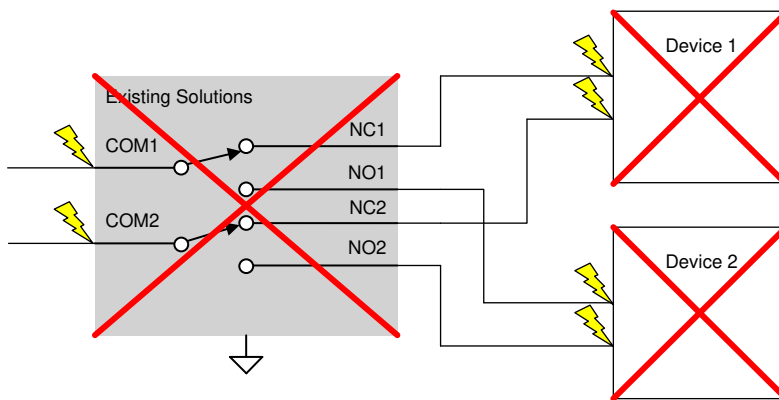 Existing Solutions
COM1
COM2
NC1
NO1
NC2
NO2
Device 1
Device 2